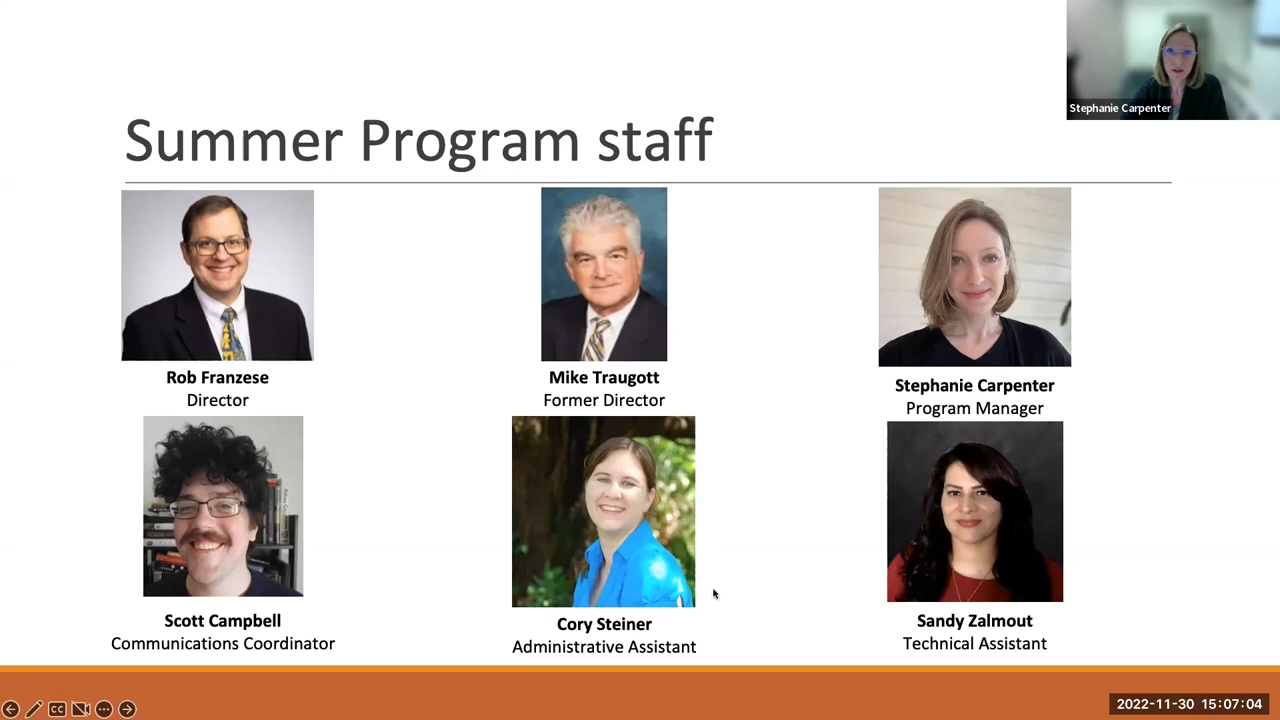 Stephanie Carpenter
Summer Program staff
Rob Franzese
Director
Mike Traugott
Former Director
Stephanie Carpenter
Program Manager
Scott Campbell
Communications Coordinator
Cory Steiner
Administrative Assistant
Sandy Zalmout
Technical Assistant
CC
2022-11-30 15:07:04